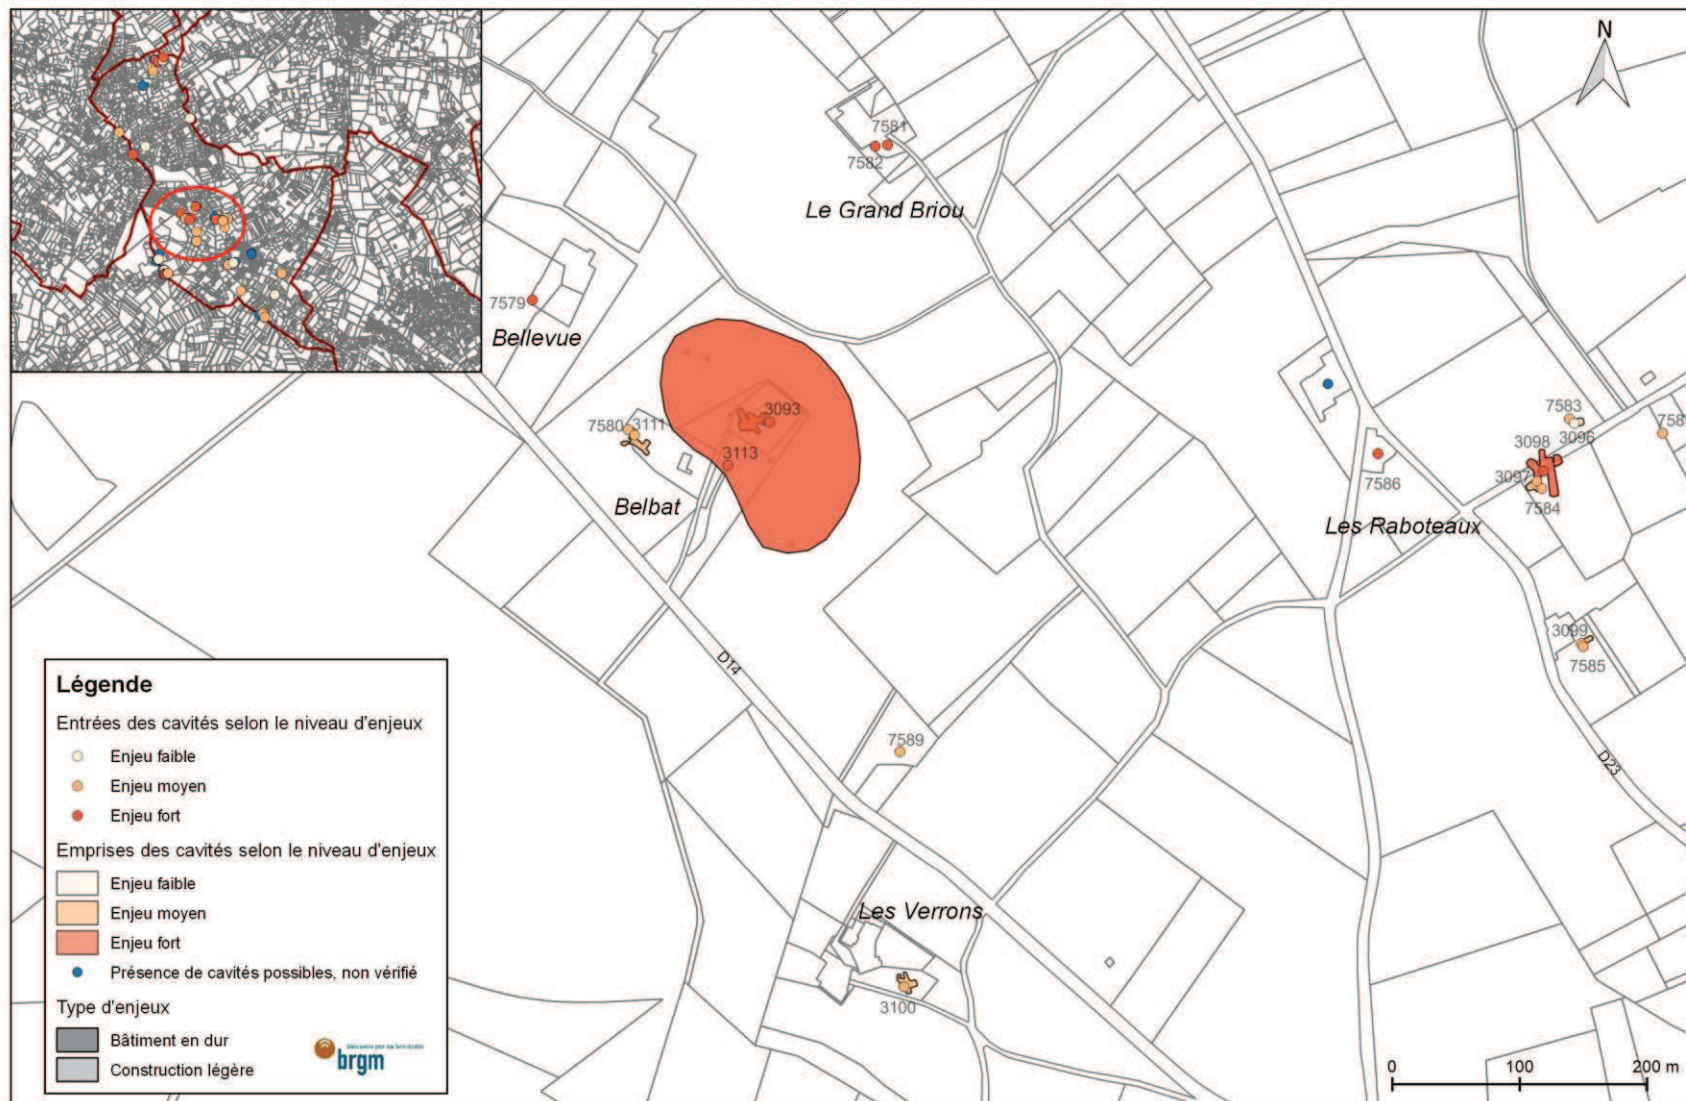 N
7581
7582
Le Grand Briou
7579
Bellevue
3093
7580
3111
3113
Belbat
7583
3096
758
3098
3097
7584
7586
Les Raboteaux
3099
7585
D14
D23
7589
Les Verrons
3100
Légende
Entrées des cavités selon le niveau d'enjeux
Enjeu faible
Enjeu moyen
Enjeu fort
Emprises des cavités selon le niveau d'enjeux
Enjeu faible
Enjeu moyen
Enjeu fort
Présence de cavités possibles, non vérifié
Type d'enjeux
Bâtiment en dur
Construction légère
brgm
0 100 200 m